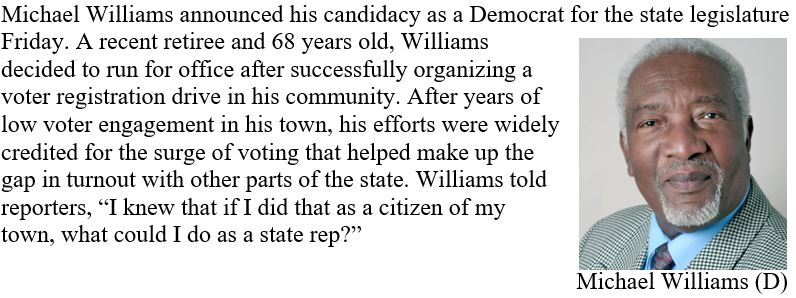 Michael Williams announced his candidacy as a Democrat for the state legislature
Friday. A recent retiree and 68 years old, Williams
decided to run for office after successfully organizing a
voter registration drive in his community. After years of
low voter engagement in his town, his efforts were widely
credited for the surge of voting that helped make up the
gap in turnout with other parts of the state. Williams told
reporters, “I knew that if I did that as a citizen of my
town, what could I do as a state rep?”
Michael Williams (D)